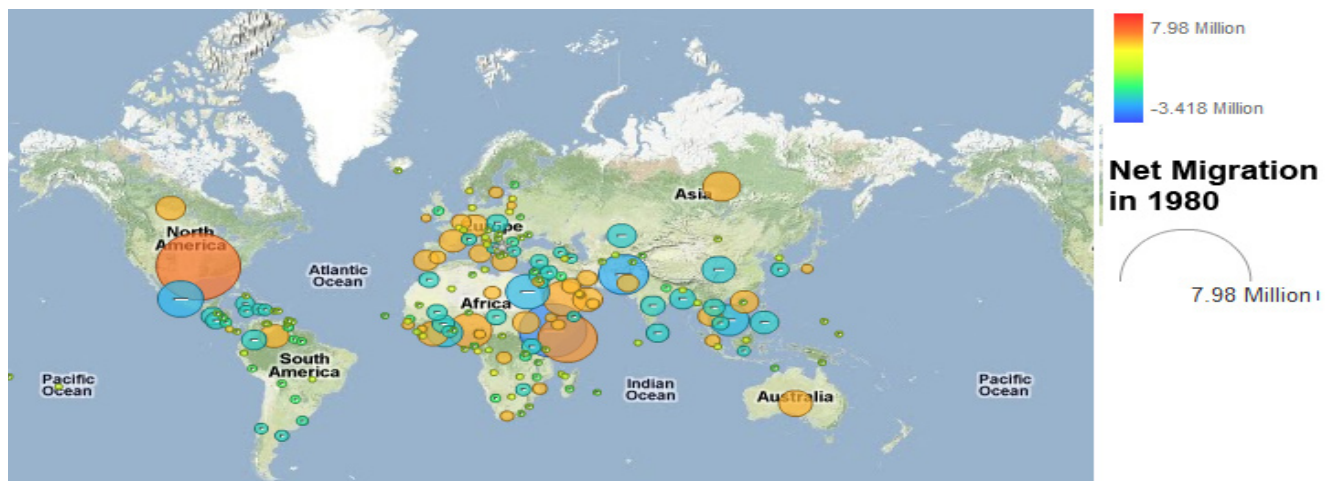 North
America
Atlantic
Ocean
Europe
Asia
Africa
South
America
Pacific
Ocean
Indian
Ocean
Australia
Pacific
Ocean
7.98 Million
-3.418 Million
Net Migration
in 1980
7.98 Million